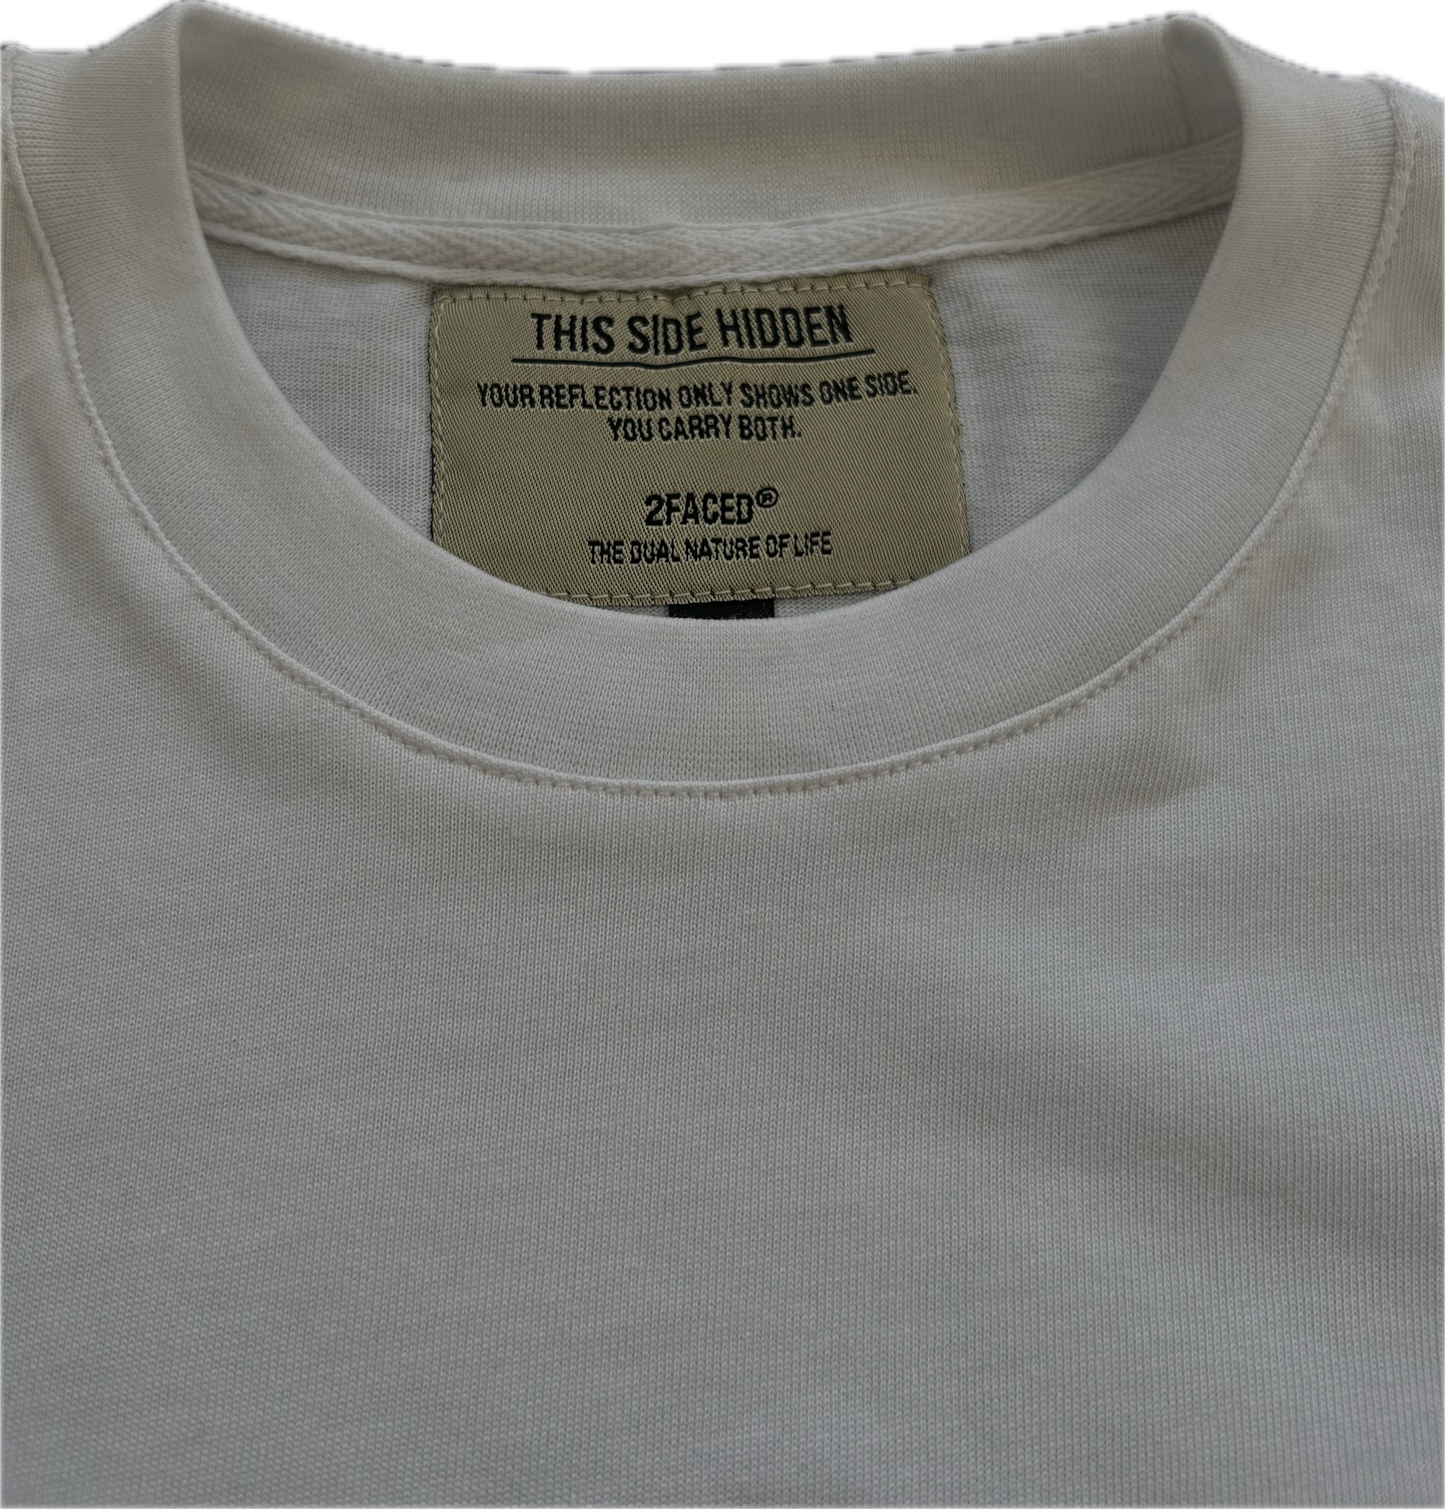 THIS SIDE HIDDEN
YOUR REFLECTION ONLY SHOWS ONE SIDE.
YOU CARRY BOTH.
2FACED®
THE DUAL NATURE OF LIFE